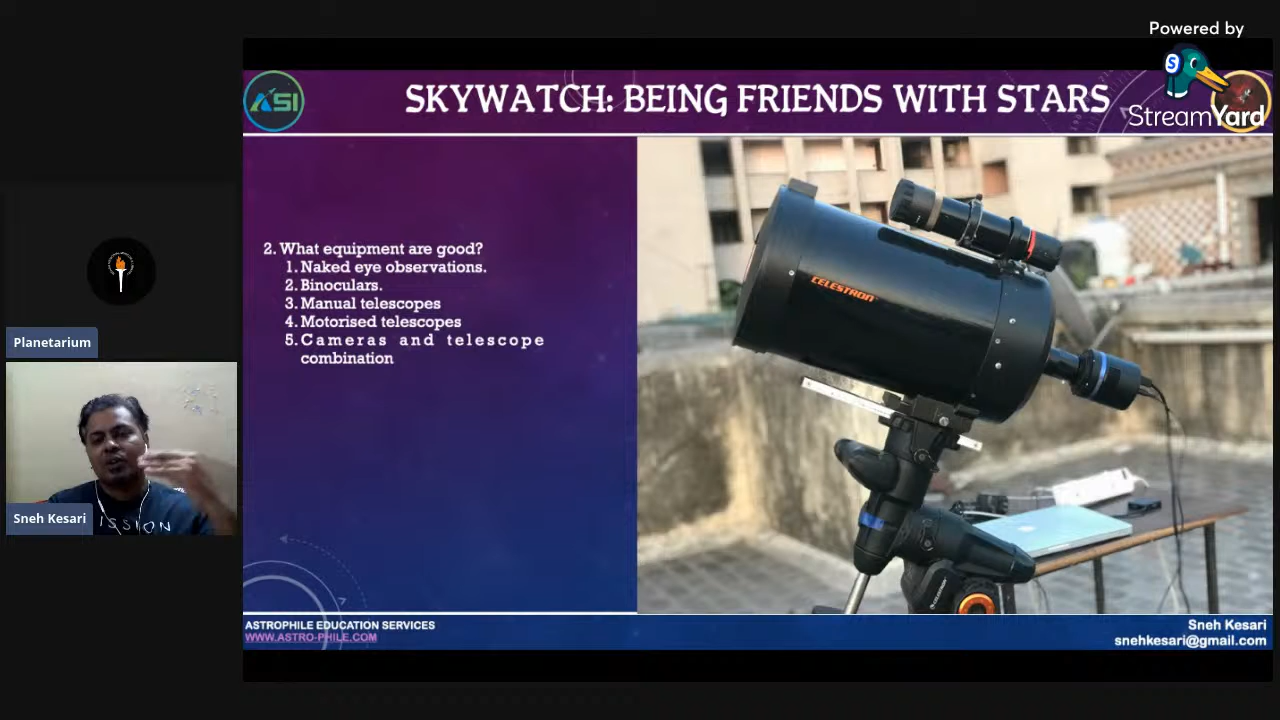 Powered by
StreamYard
ASI
SKYWATCH: BEING FRIENDS WITH STARS
2. What equipment are good?
1. Naked eye observations.
2. Binoculars.
3. Manual telescopes
4. Motorised telescopes
5. Cameras and telescope
combination
CELESTRON
Planetarium
Sneh Kesari
ISSION
ASTROPHILE EDUCATION SERVICES
WWW.ASTRO-PHILE.COM
Sneh Kesari
snehkesari@gmail.com